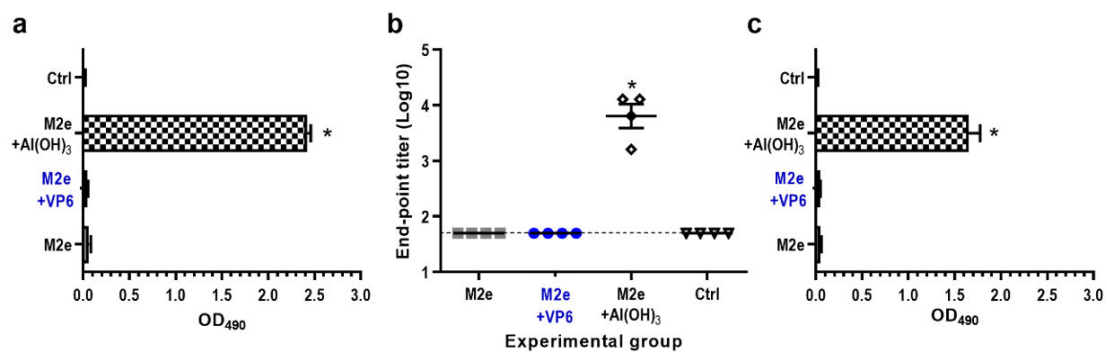 a
Ctrl
M2e
+Al(OH)₃
*
M2e
+VP6
M2e
0.0 0.5 1.0 1.5 2.0 2.5 3.0
OD₄₉₀
b
End-point titer (Log10)
5
4
3
2
1
*
M2e
M2e
+VP6
M2e
+Al(OH)₃
Ctrl
Experimental group
c
Ctrl
M2e
+Al(OH)₃
*
M2e
+VP6
M2e
0.0 0.5 1.0 1.5 2.0 2.5 3.0
OD₄₉₀